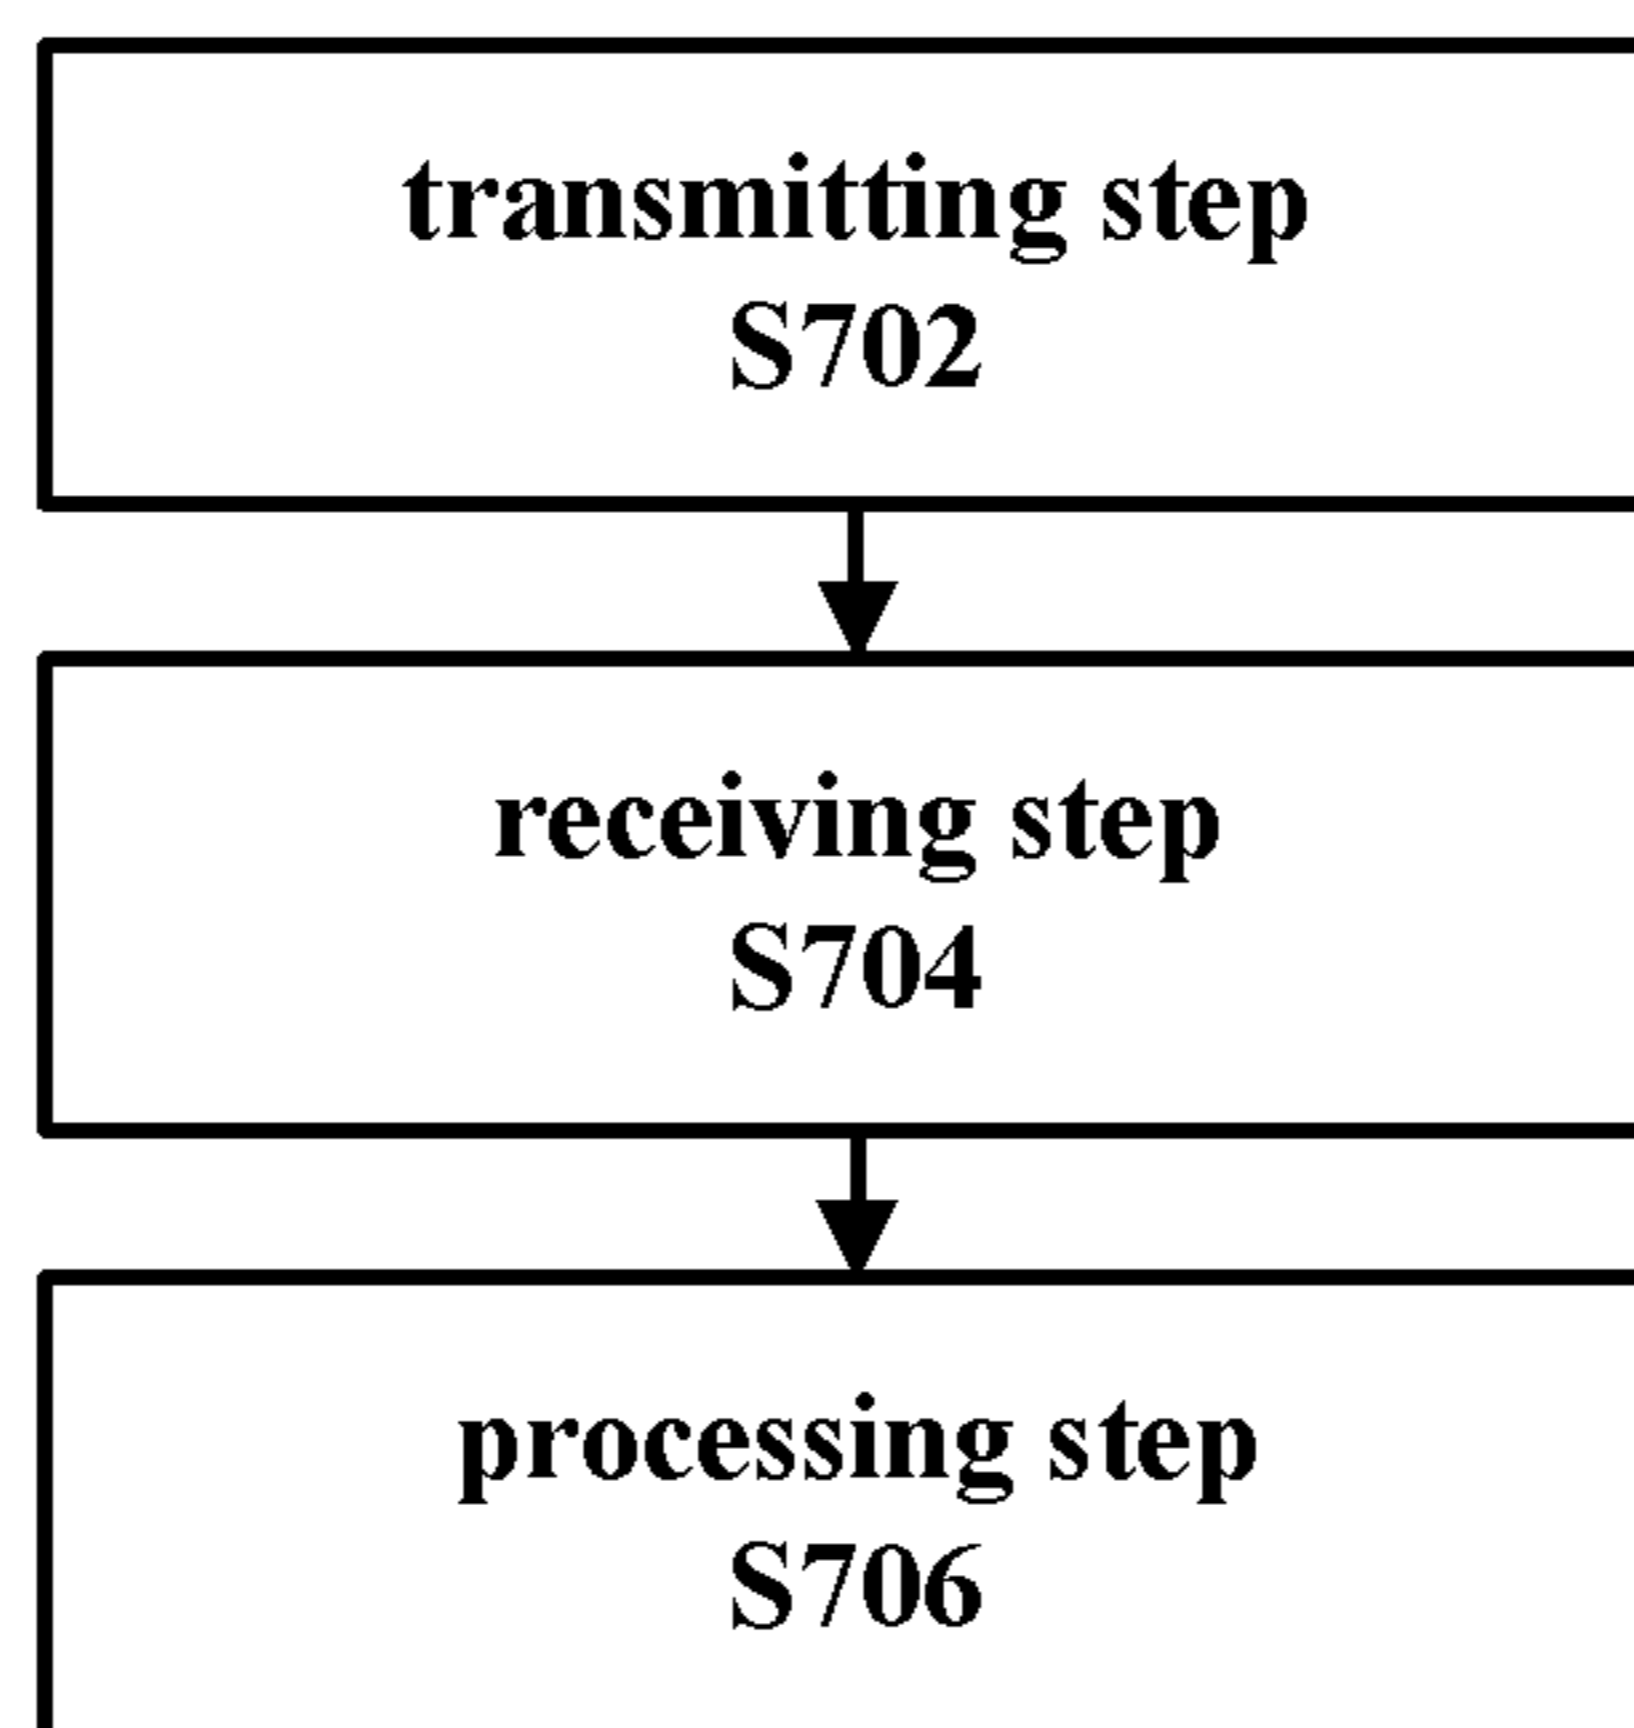 transmitting step
S702
receiving step
S704
processing step
S706